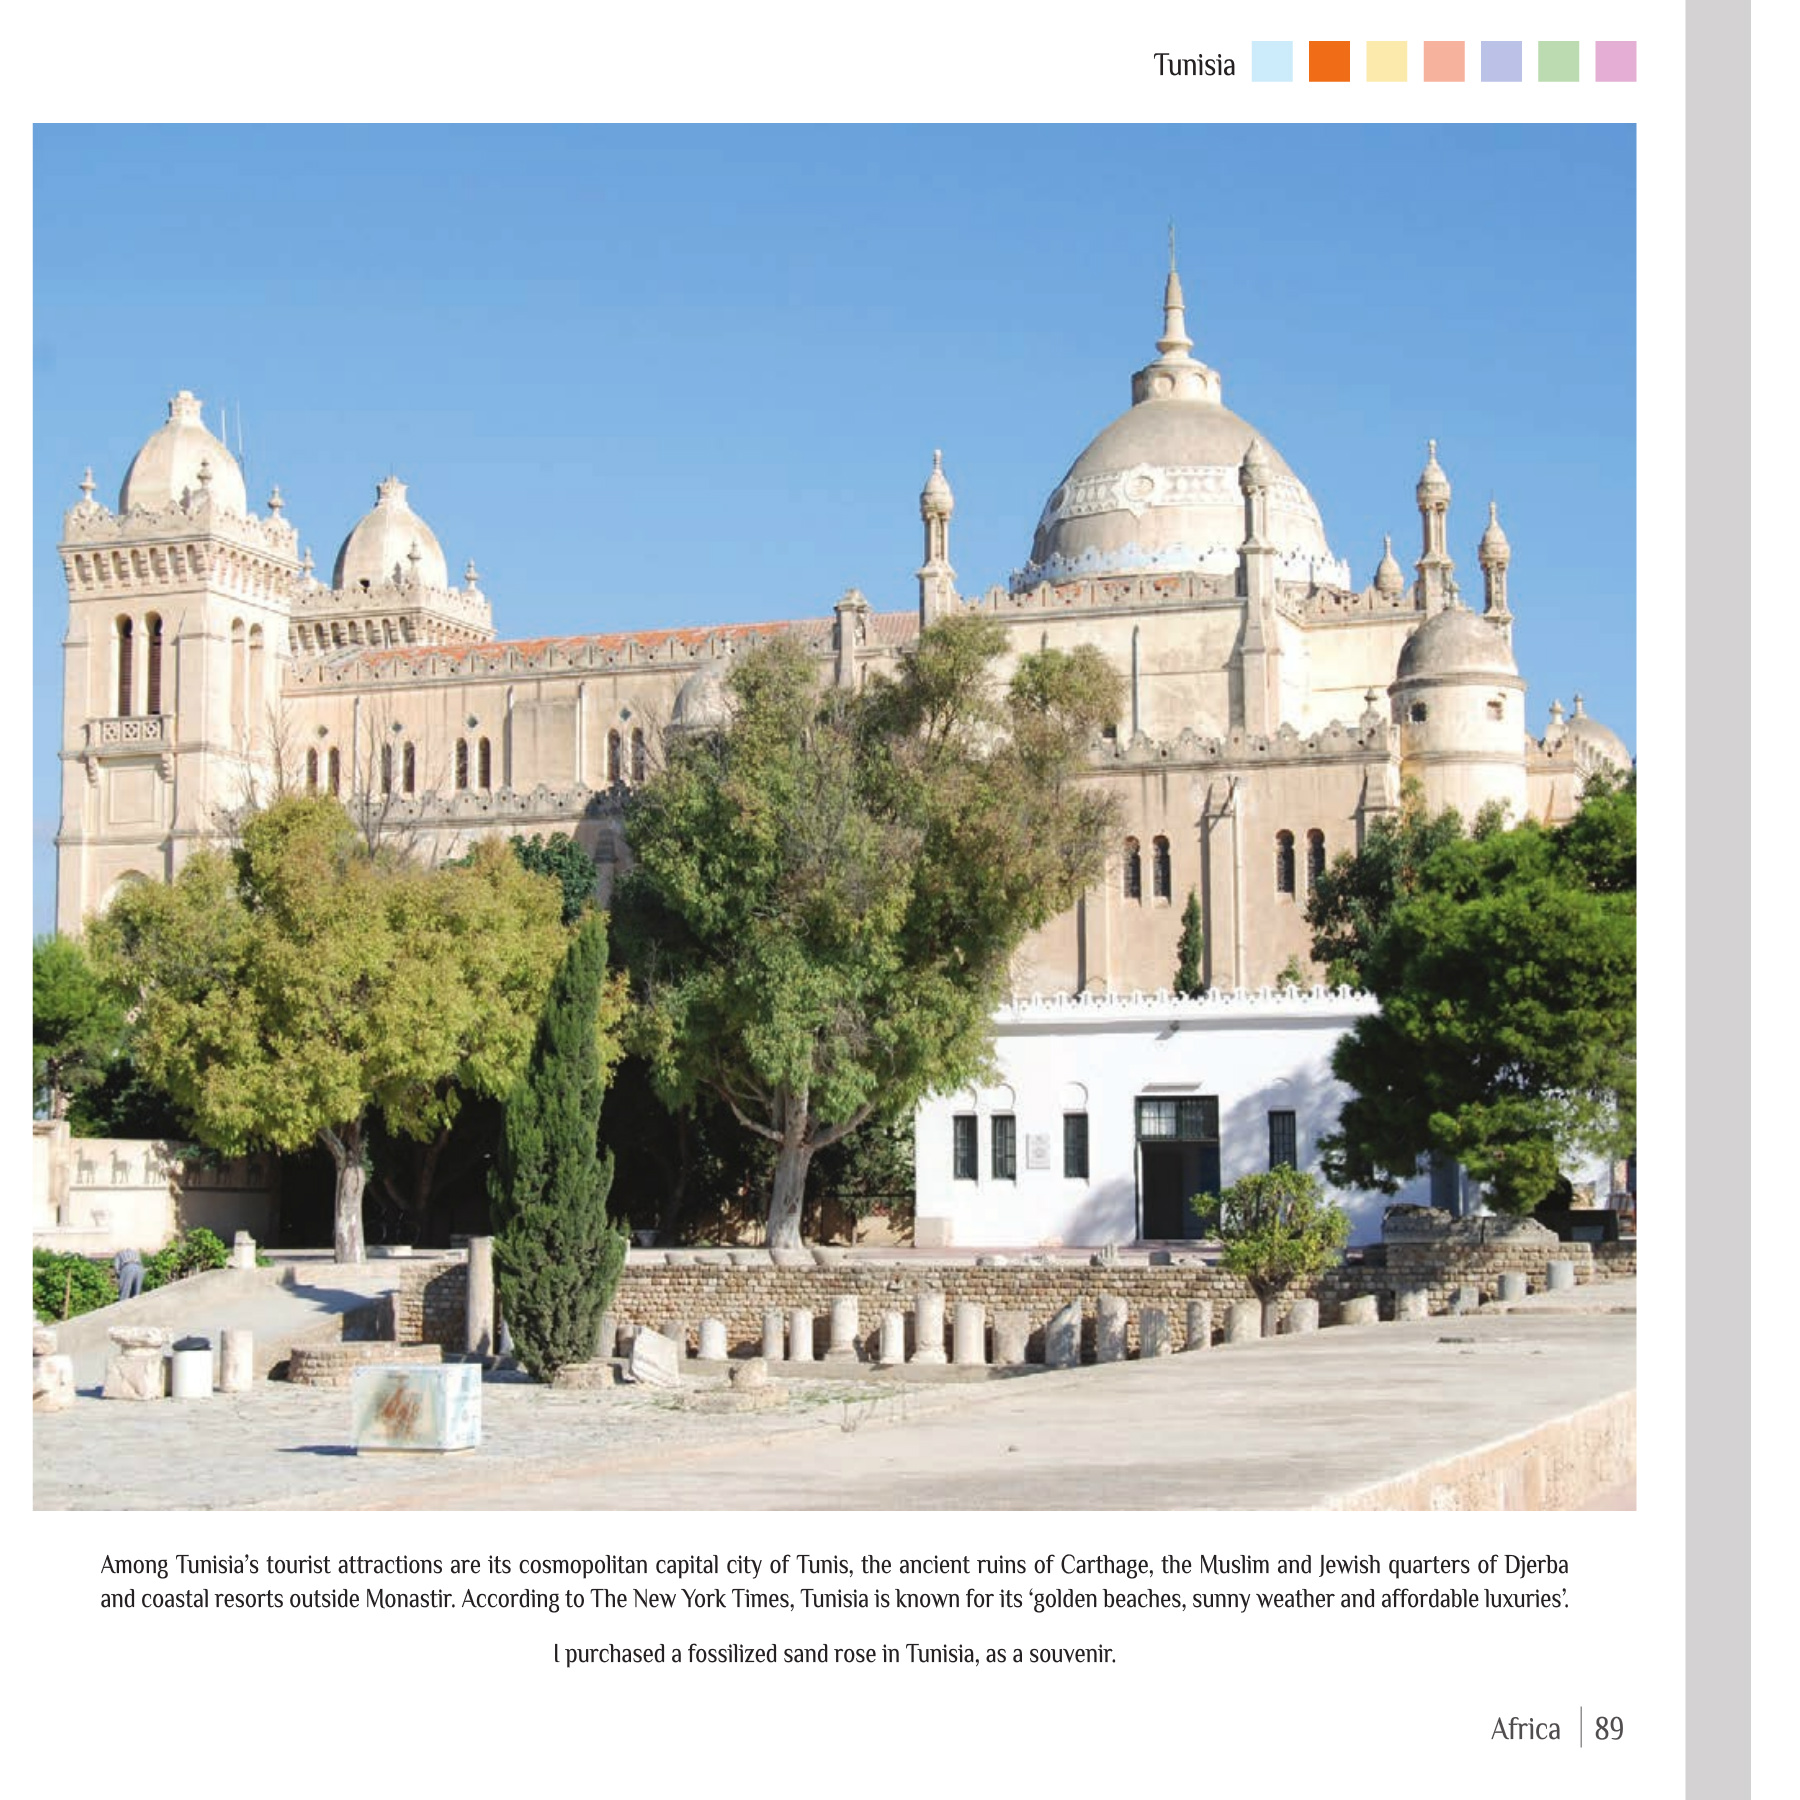 Tunisia
Among Tunisia’s tourist attractions are its cosmopolitan capital city of Tunis, the ancient ruins of Carthage, the Muslim and Jewish quarters of Djerba
and coastal resorts outside Monastir. According to The New York Times, Tunisia is known for its ‘golden beaches, sunny weather and affordable luxuries’.
I purchased a fossilized sand rose in Tunisia, as a souvenir.
Africa | 89